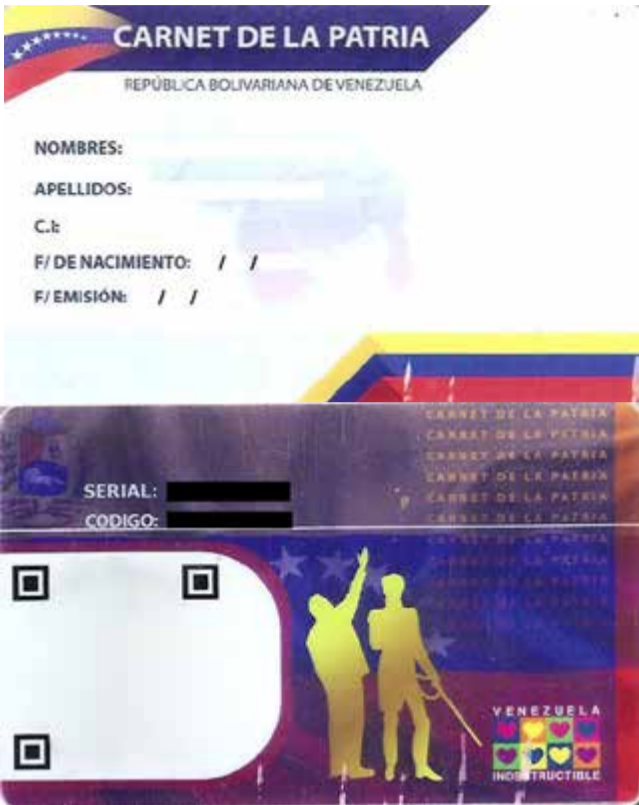 CARNET DE LA PATRIA
REPÚBLICA BOLIVARIANA DE VENEZUELA
NOMBRES:
APELLIDOS:
C.I:
F/ DE NACIMIENTO: / /
F/ EMISIÓN: / /
CARNET DE LA PATRIA
CARNET DE LA PATRIA
CARNET DE LA PATRIA
CARNET DE LA PATRIA
SERIAL:
CARNET DE LA PATRIA
CODIGO:
CARNET DE LA PATRIA
CARNET DE LA PATRIA
VENEZUELA
INDESTRUCTIBLE